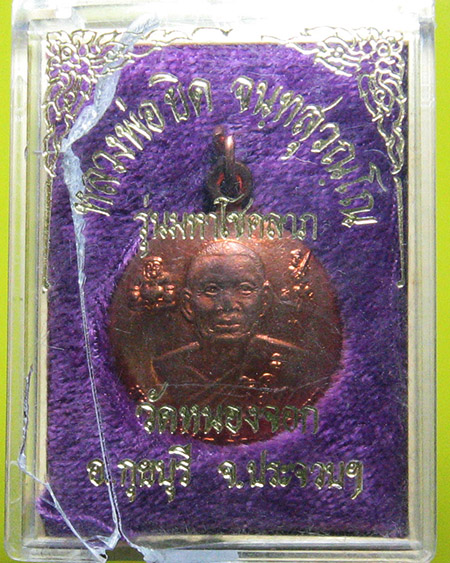 หลวงพ่อยิด จนฺทสุวณฺโณ
รุ่นมหาโชคลาภ
วัดหนองจอก
อ.กุยบุรี จ.ประจวบฯ